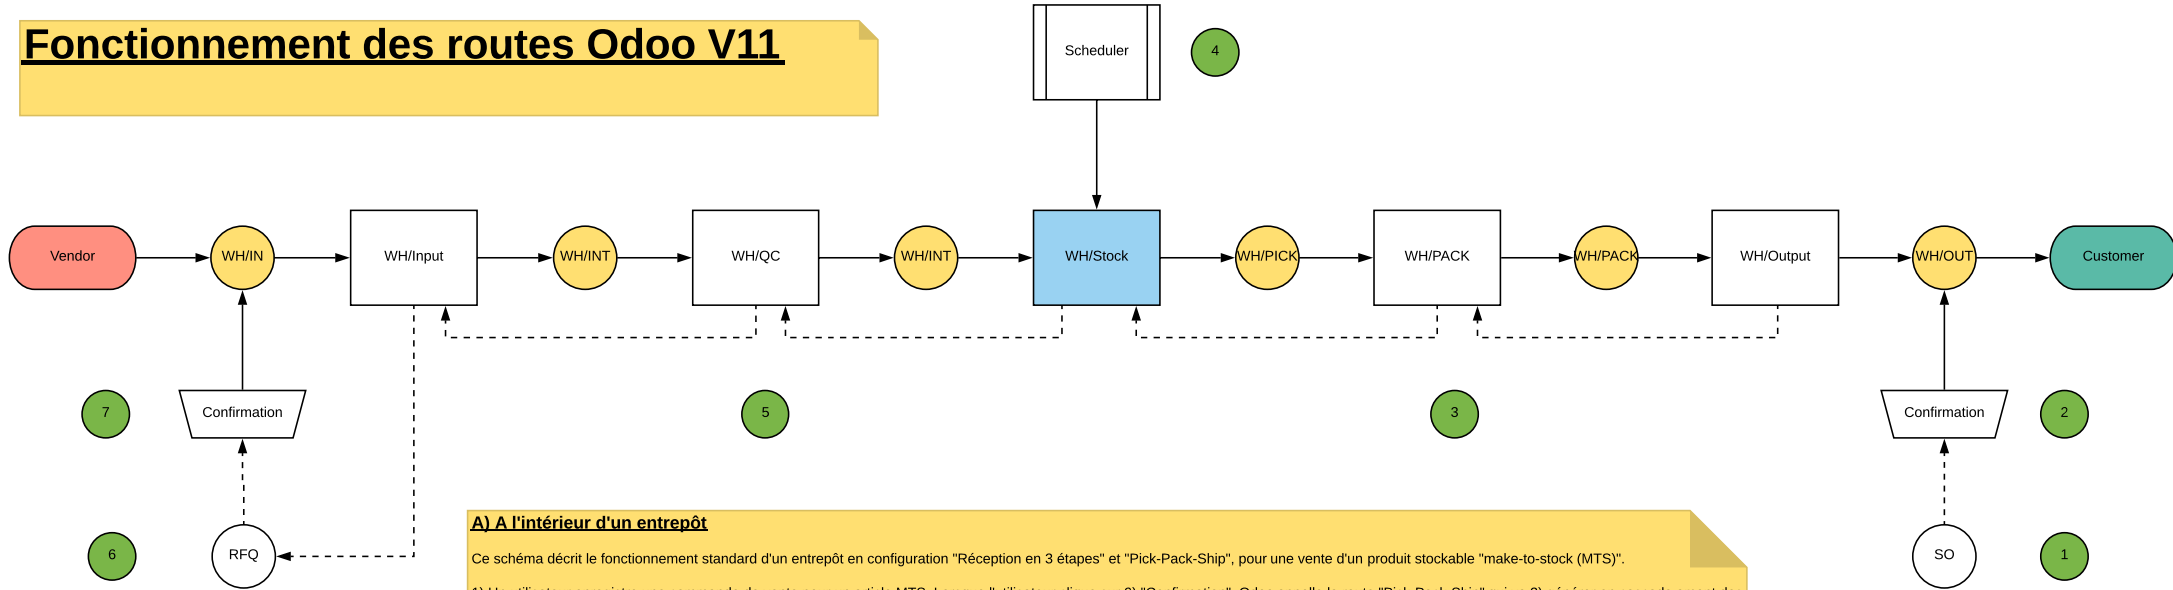 Fonctionnement des routes Odoo V11
Scheduler
4
Vendor
WH/IN
WH/Input
WH/INT
WH/QC
WH/INT
WH/Stock
WH/PICK
WH/PACK
WH/PACK
WH/Output
WH/OUT
Customer
7
Confirmation
5
3
Confirmation
2
6
RFQ
SO
1
A) A l'intérieur d'un entrepôt
Ce schéma décrit le fonctionnement standard d'un entrepôt en configuration "Réception en 3 étapes" et "Pick-Pack-Ship", pour une vente d'un produit stockable "make-to-stock (MTS)".